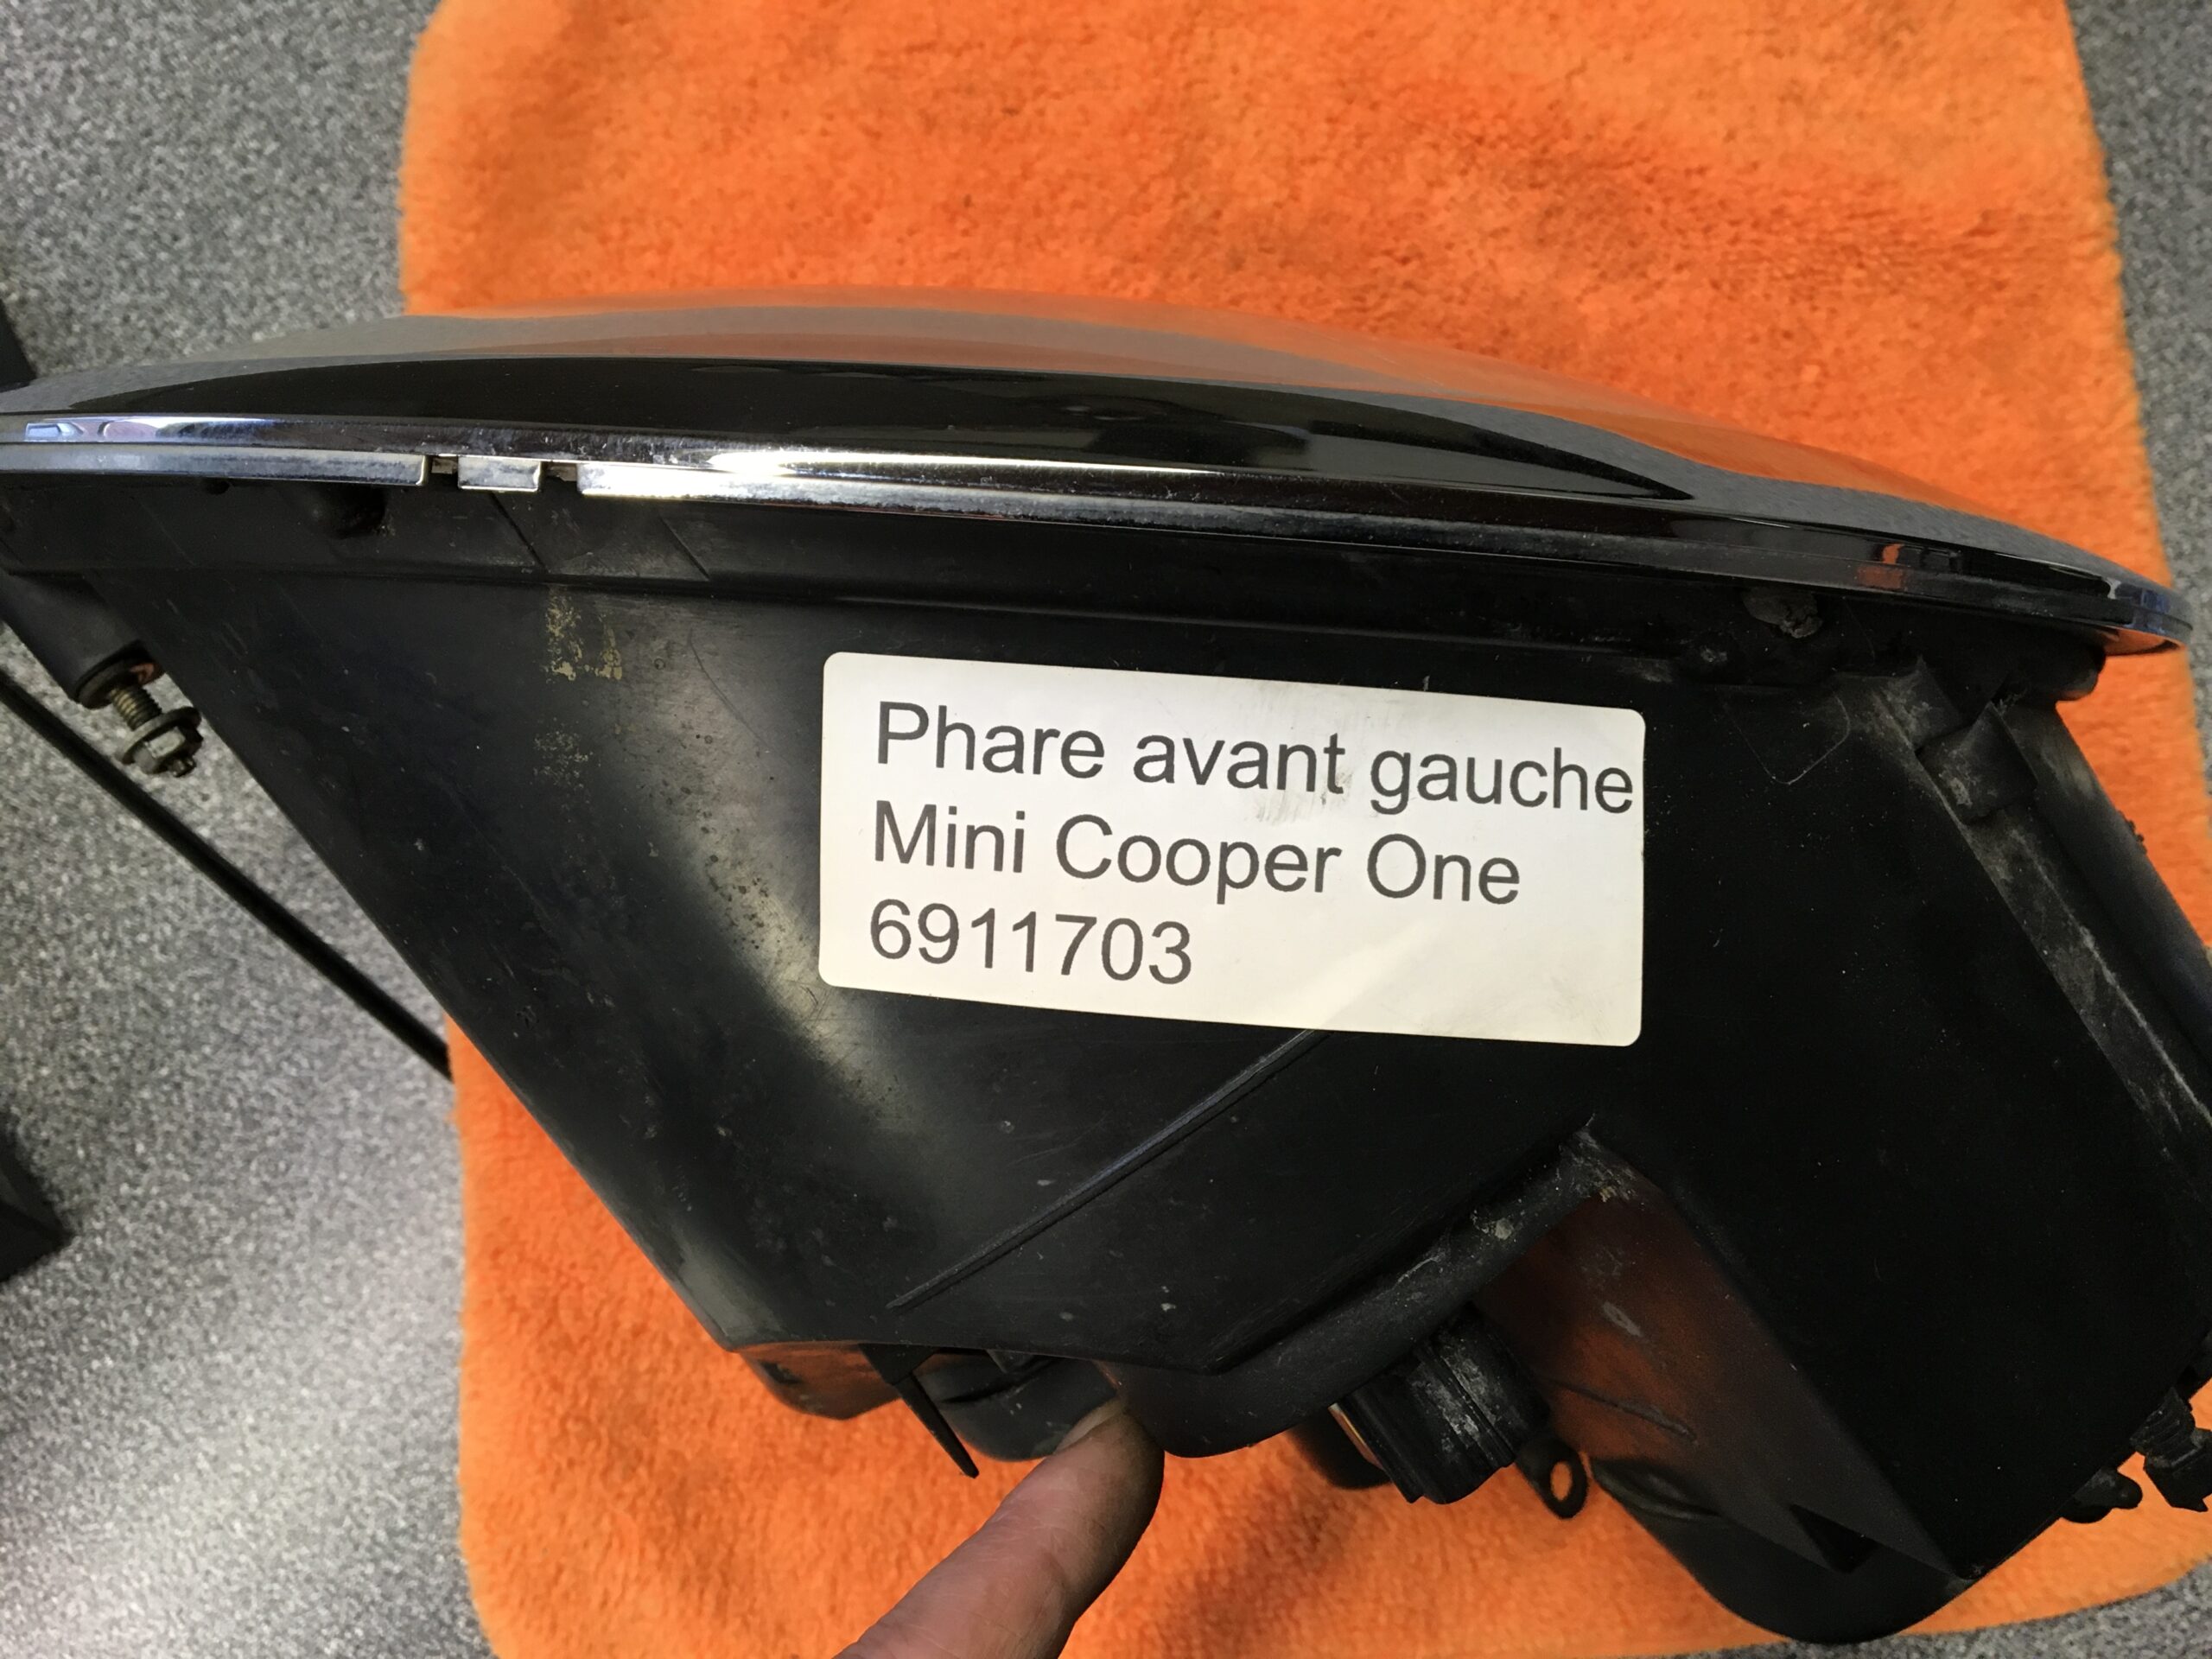 Phare avant gauche
Mini Cooper One
6911703